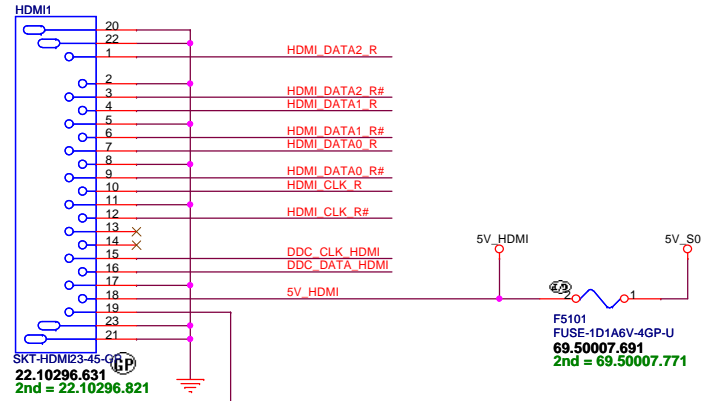 HDMI1
20
22
1 HDMI_DATA2_R
2
3 HDMI_DATA2_R#
4 HDMI_DATA1_R
5
6 HDMI_DATA1_R#
7 HDMI_DATA0_R
8
9 HDMI_DATA0_R#
10 HDMI_CLK_R
11
12 HDMI_CLK_R#
13
14
15 DDC_CLK_HDMI
16 DDC_DATA_HDMI
17
18 5V_HDMI
19
23
21
5V_HDMI
5V_S0
2 1
F5101
FUSE-1D1A6V-4GP-U
69.50007.691
2nd = 69.50007.771
SKT-HDMI23-45-GP
GP
22.10296.631
2nd = 22.10296.821